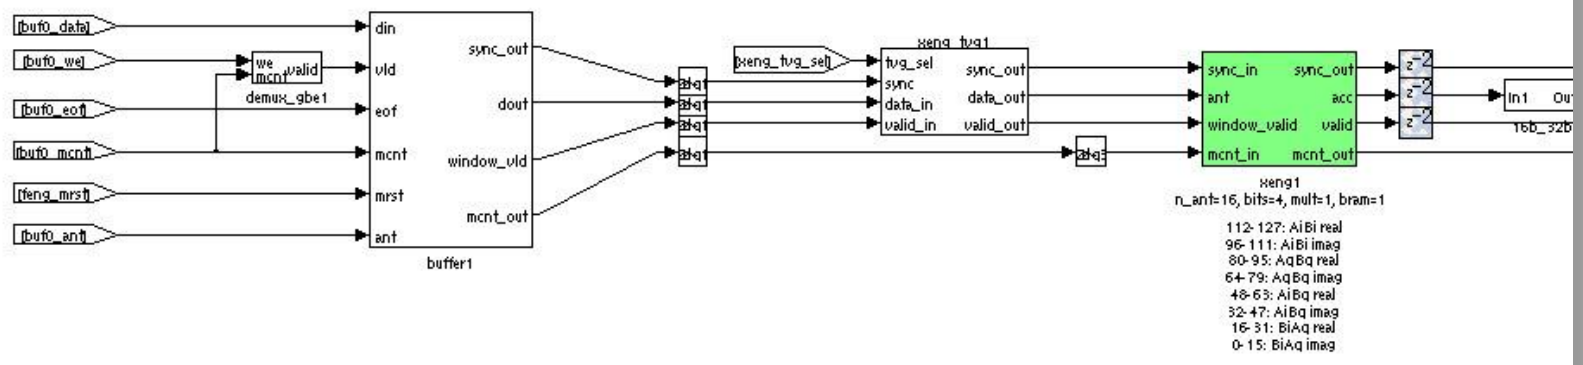 [buf0_data]
[buf0_we]
[buf0_eof]
[buf0_mcnt]
[feng_mrst]
[buf0_ant]
we
mcnt
valid
demux_gbe1
din
vld
eof
mcnt
mrst
ant
sync_out
dout
window_vld
mcnt_out
buffer1
[xeng_tvg_sel]
xeng_tvg1
tvg_sel
sync
data_in
valid_in
sync_out
data_out
valid_out
sync_in
ant
window_valid
mcnt_in
sync_out
acc
valid
mcnt_out
xeng1
n_ant=16, bits=4, mult=1, bram=1
112-127: AiBi real
96-111: AiBi imag
80-95: AqBq real
64-79: AqBq imag
48-63: AiBq real
32-47: AiBq imag
16-31: BiAq real
0-15: BiAq imag
z-2
z-2
z-2
In1 Ou
16b_32b